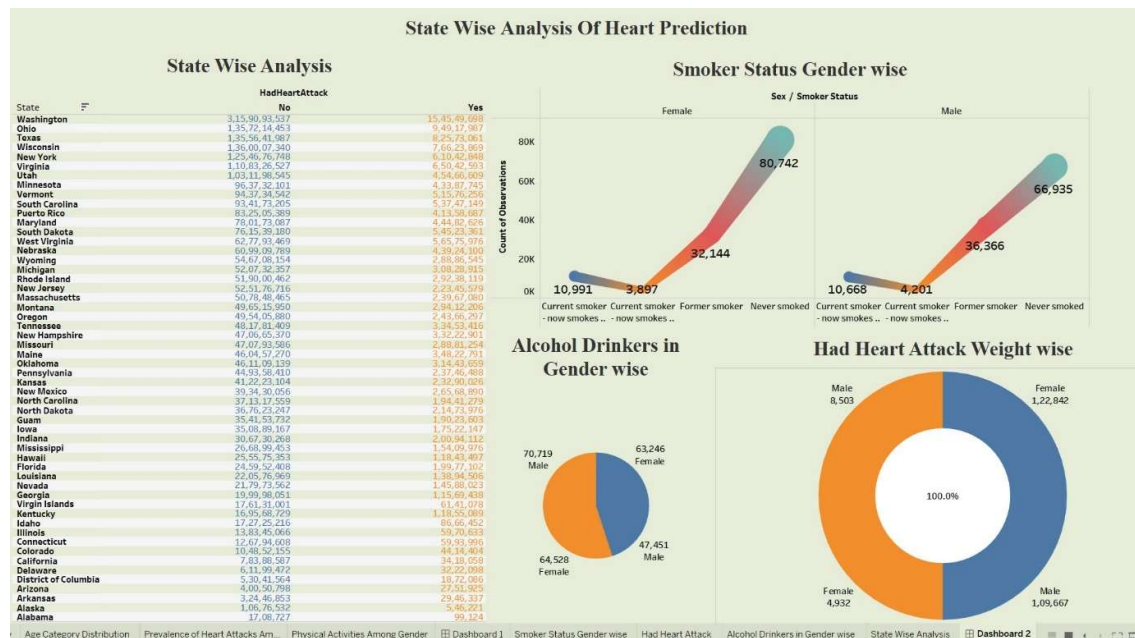 State Wise Analysis Of Heart Prediction
State Wise Analysis
HadHeartAttack
State No Yes
Washington 3,15,90,93,537 15,45,49,698
Ohio 1,35,72,14,453 9,49,17,987
Texas 1,35,56,41,987 8,25,73,061
Wisconsin 1,36,00,07,340 7,66,23,869
New York 1,25,46,76,748 6,10,42,848
Virginia 1,10,83,26,527 6,50,42,593
Utah 1,03,11,98,545 4,54,66,609
Minnesota 96,37,32,101 4,33,87,745
Vermont 94,37,34,542 5,15,76,256
South Carolina 93,41,73,205 5,37,47,149
Puerto Rico 83,25,05,389 4,13,58,687
Maryland 78,01,73,087 4,44,82,626
South Dakota 76,15,39,180 5,45,23,361
West Virginia 62,77,93,469 5,65,75,976
Nebraska 60,99,09,789 4,39,24,100
Wyoming 54,67,08,154 2,88,86,545
Michigan 52,07,32,357 3,08,28,915
Rhode Island 51,90,00,462 2,92,38,119
New Jersey 52,51,76,716 2,23,45,579
Massachusetts 50,78,48,465 2,39,67,080
Montana 49,65,15,950 2,94,12,206
Oregon 49,54,05,880 2,43,66,297
Tennessee 48,17,81,409 3,34,53,416
New Hampshire 47,06,65,370 3,32,22,901
Missouri 47,07,93,586 2,88,81,254
Maine 46,04,57,270 3,48,22,791
Oklahoma 46,11,09,139 3,14,43,659
Pennsylvania 44,93,58,410 2,37,46,488
Kansas 41,22,23,104 2,32,90,026
New Mexico 39,34,30,056 2,65,68,890
North Carolina 37,13,17,559 1,94,41,279
North Dakota 36,76,23,247 2,14,73,976
Guam 35,41,53,732 1,90,23,603
Iowa 35,08,89,167 1,75,22,147
Indiana 30,67,30,268 2,00,94,112
Mississippi 26,68,99,453 1,54,09,976
Hawaii 25,55,75,353 1,18,43,497
Florida 24,59,52,408 1,99,77,102
Louisiana 22,05,76,969 1,38,94,506
Nevada 21,79,73,562 1,45,88,023
Georgia 19,99,98,051 1,15,69,438
Virgin Islands 17,61,31,001 61,41,078
Kentucky 16,95,68,729 1,18,55,089
Idaho 17,27,25,216 86,66,452
Illinois 13,83,45,066 59,70,633
Connecticut 12,67,94,608 59,93,996
Colorado 10,48,52,155 44,14,404
California 7,83,88,587 34,18,058
Delaware 6,11,99,472 32,22,098
District of Columbia 5,30,41,564 18,72,086
Arizona 4,00,50,798 27,51,925
Arkansas 3,24,46,853 29,46,337
Alaska 1,06,76,532 5,46,221
Alabama 17,08,727 99,124
Smoker Status Gender wise
Sex / Smoker Status
Female Male
Count of Observations
80K
60K
40K
20K
0K
10,991 3,897 32,144 80,742
10,668 4,201 36,366 66,935
Current smoker - now smokes .. Current smoker - now smokes .. Former smoker Never smoked
Current smoker - now smokes .. Current smoker - now smokes .. Former smoker Never smoked
Alcohol Drinkers in
Gender wise
70,719
Male
63,246
Female
64,528
Female
47,451
Male
Had Heart Attack Weight wise
Male
8,503
Female
1,22,842
100.0%
Female
4,932
Male
1,09,667
Age Category Distribution Prevalence of Heart Attacks Am... Physical Activities Among Gender Dashboard 1 Smoker Status Gender wise Had Heart Attack Alcohol Drinkers in Gender wise State Wise Analysis Dashboard 2